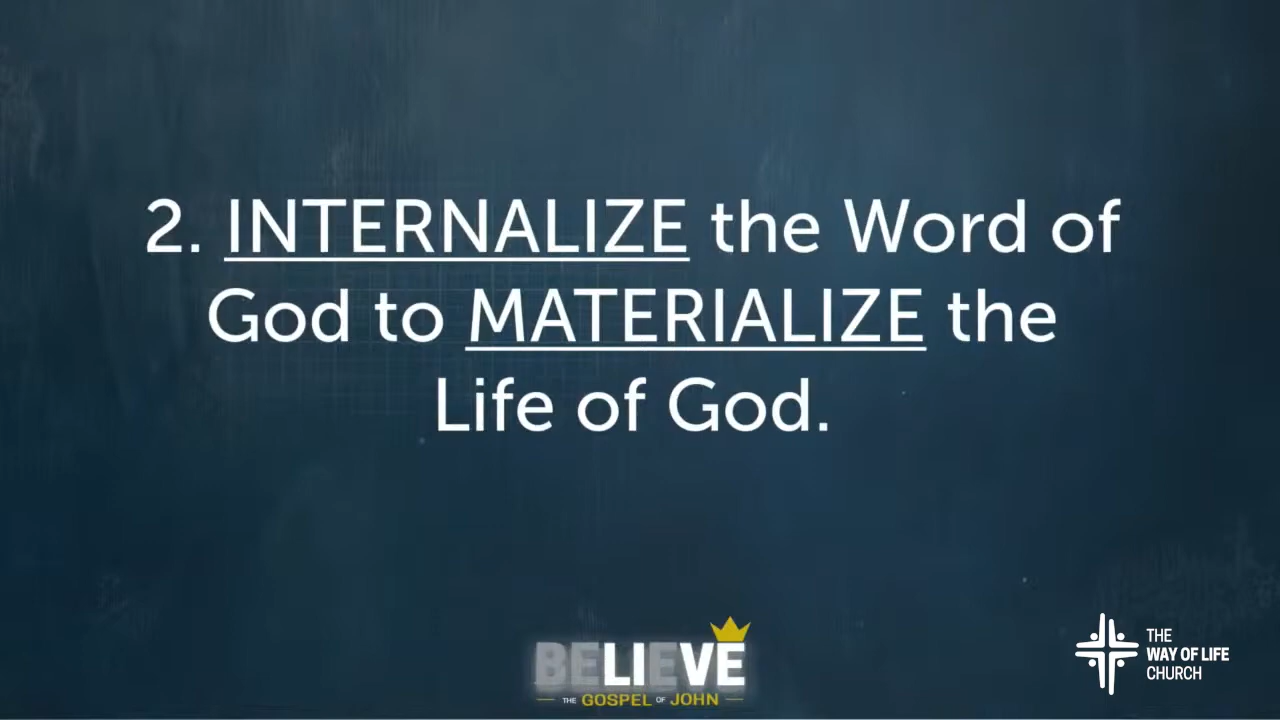 2. INTERNALIZE the Word of
God to MATERIALIZE the
Life of God.
BELIEVE
THE GOSPEL OF JOHN
THE
WAY OF LIFE
CHURCH